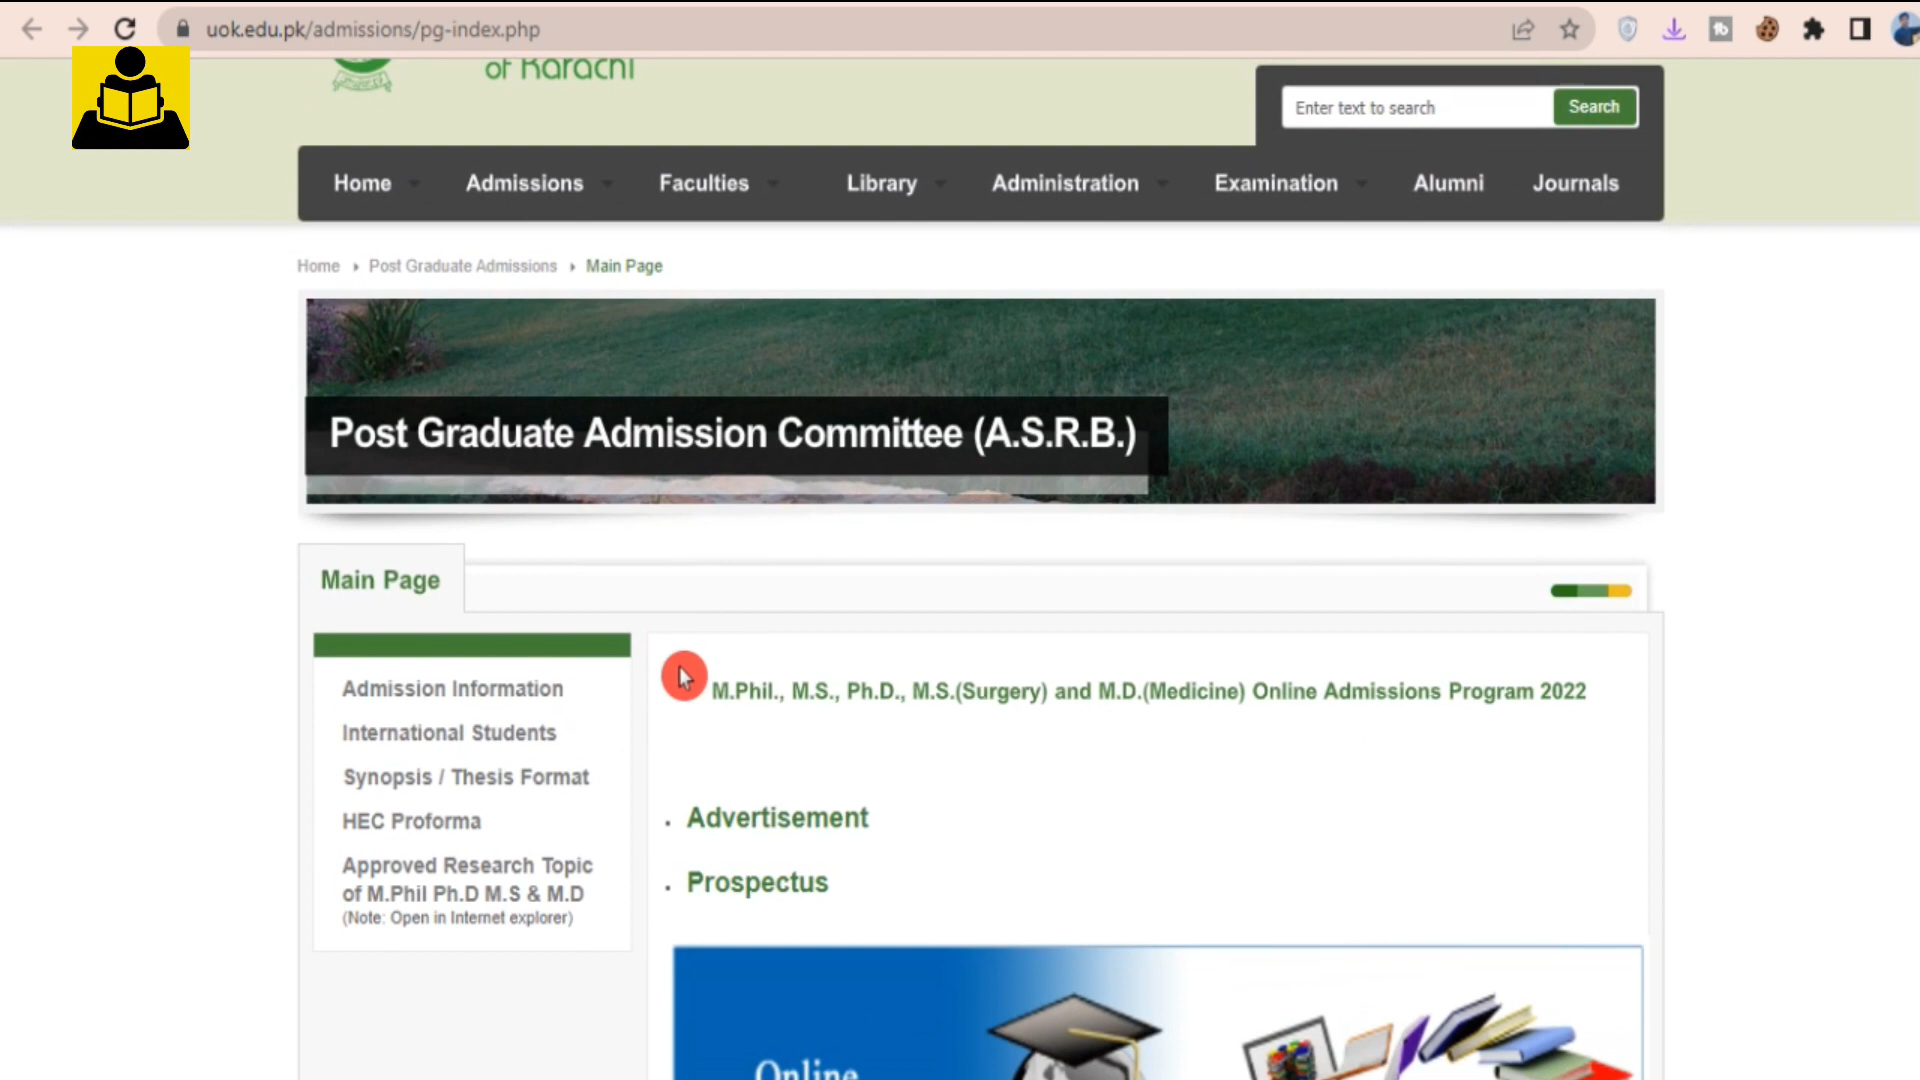 uok.edu.pk/admissions/pg-index.php
of Karachi
Enter text to search
Search
Home
Admissions
Faculties
Library
Administration
Examination
Alumni
Journals
Home
Post Graduate Admissions
Main Page
Post Graduate Admission Committee (A.S.R.B.)
Main Page
Admission Information
International Students
Synopsis / Thesis Format
HEC Proforma
Approved Research Topic
of M.Phil Ph.D M.S & M.D
(Note: Open in Internet explorer)
M.Phil., M.S., Ph.D., M.S.(Surgery) and M.D.(Medicine) Online Admissions Program 2022
Advertisement
Prospectus
Online